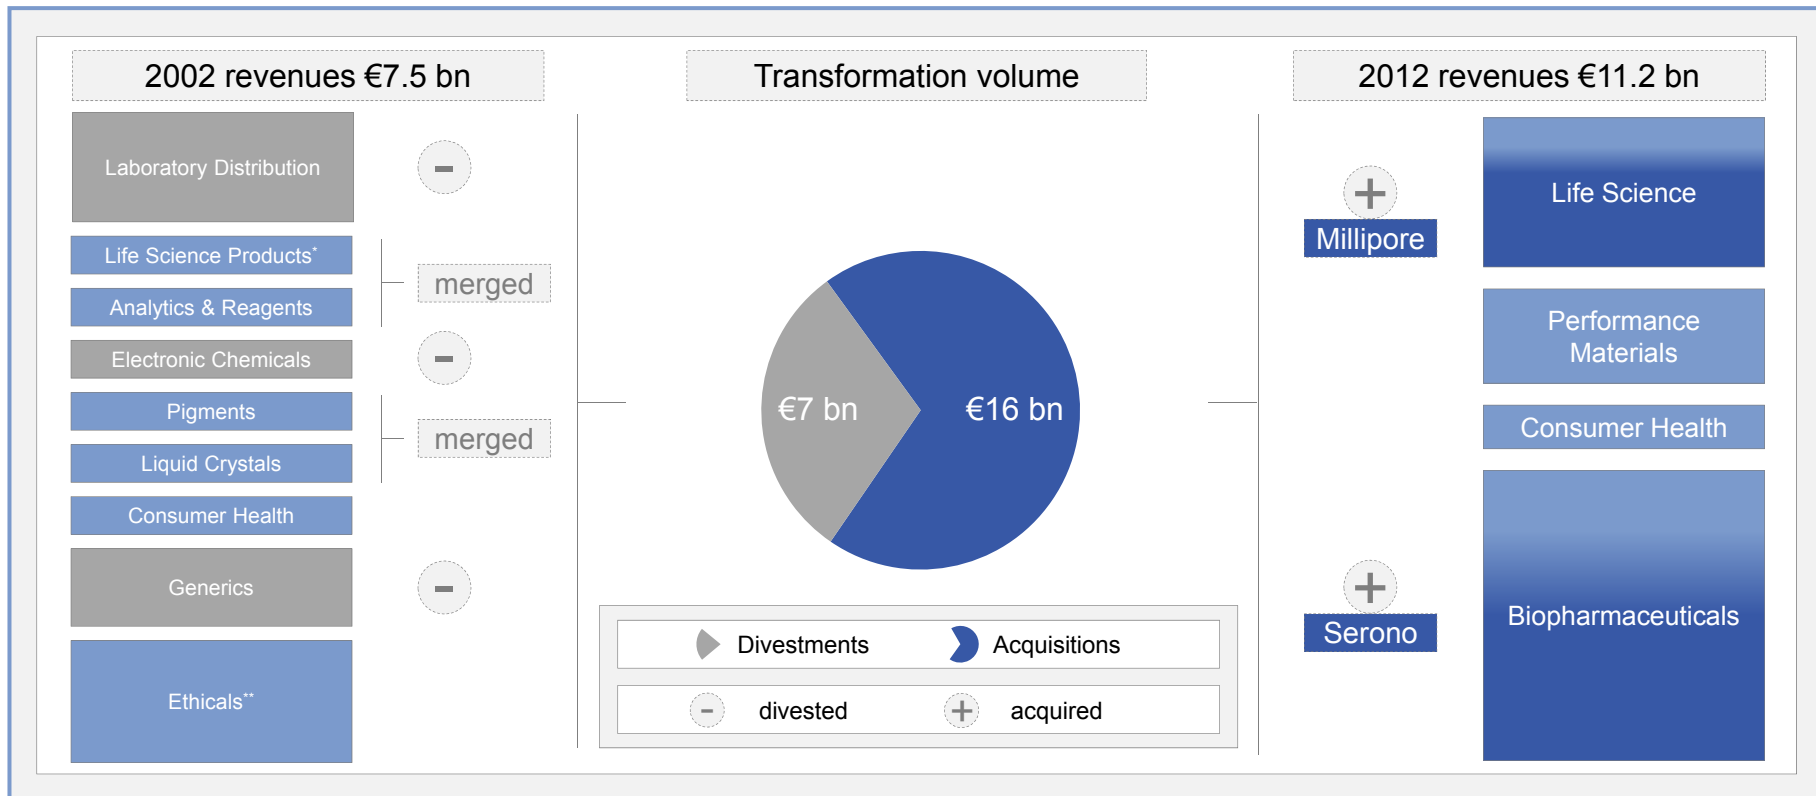 2002 revenues €7.5 bn
Transformation volume
2012 revenues €11.2 bn
Laboratory Distribution
-
Life Science Products*
Analytics & Reagents
merged
Electronic Chemicals
-
Pigments
Liquid Crystals
merged
Consumer Health
Generics
-
Ethicals**
€7 bn
€16 bn
Divestments
Acquisitions
- divested
+ acquired
+
Millipore
Life Science
Performance
Materials
Consumer Health
+
Serono
Biopharmaceuticals